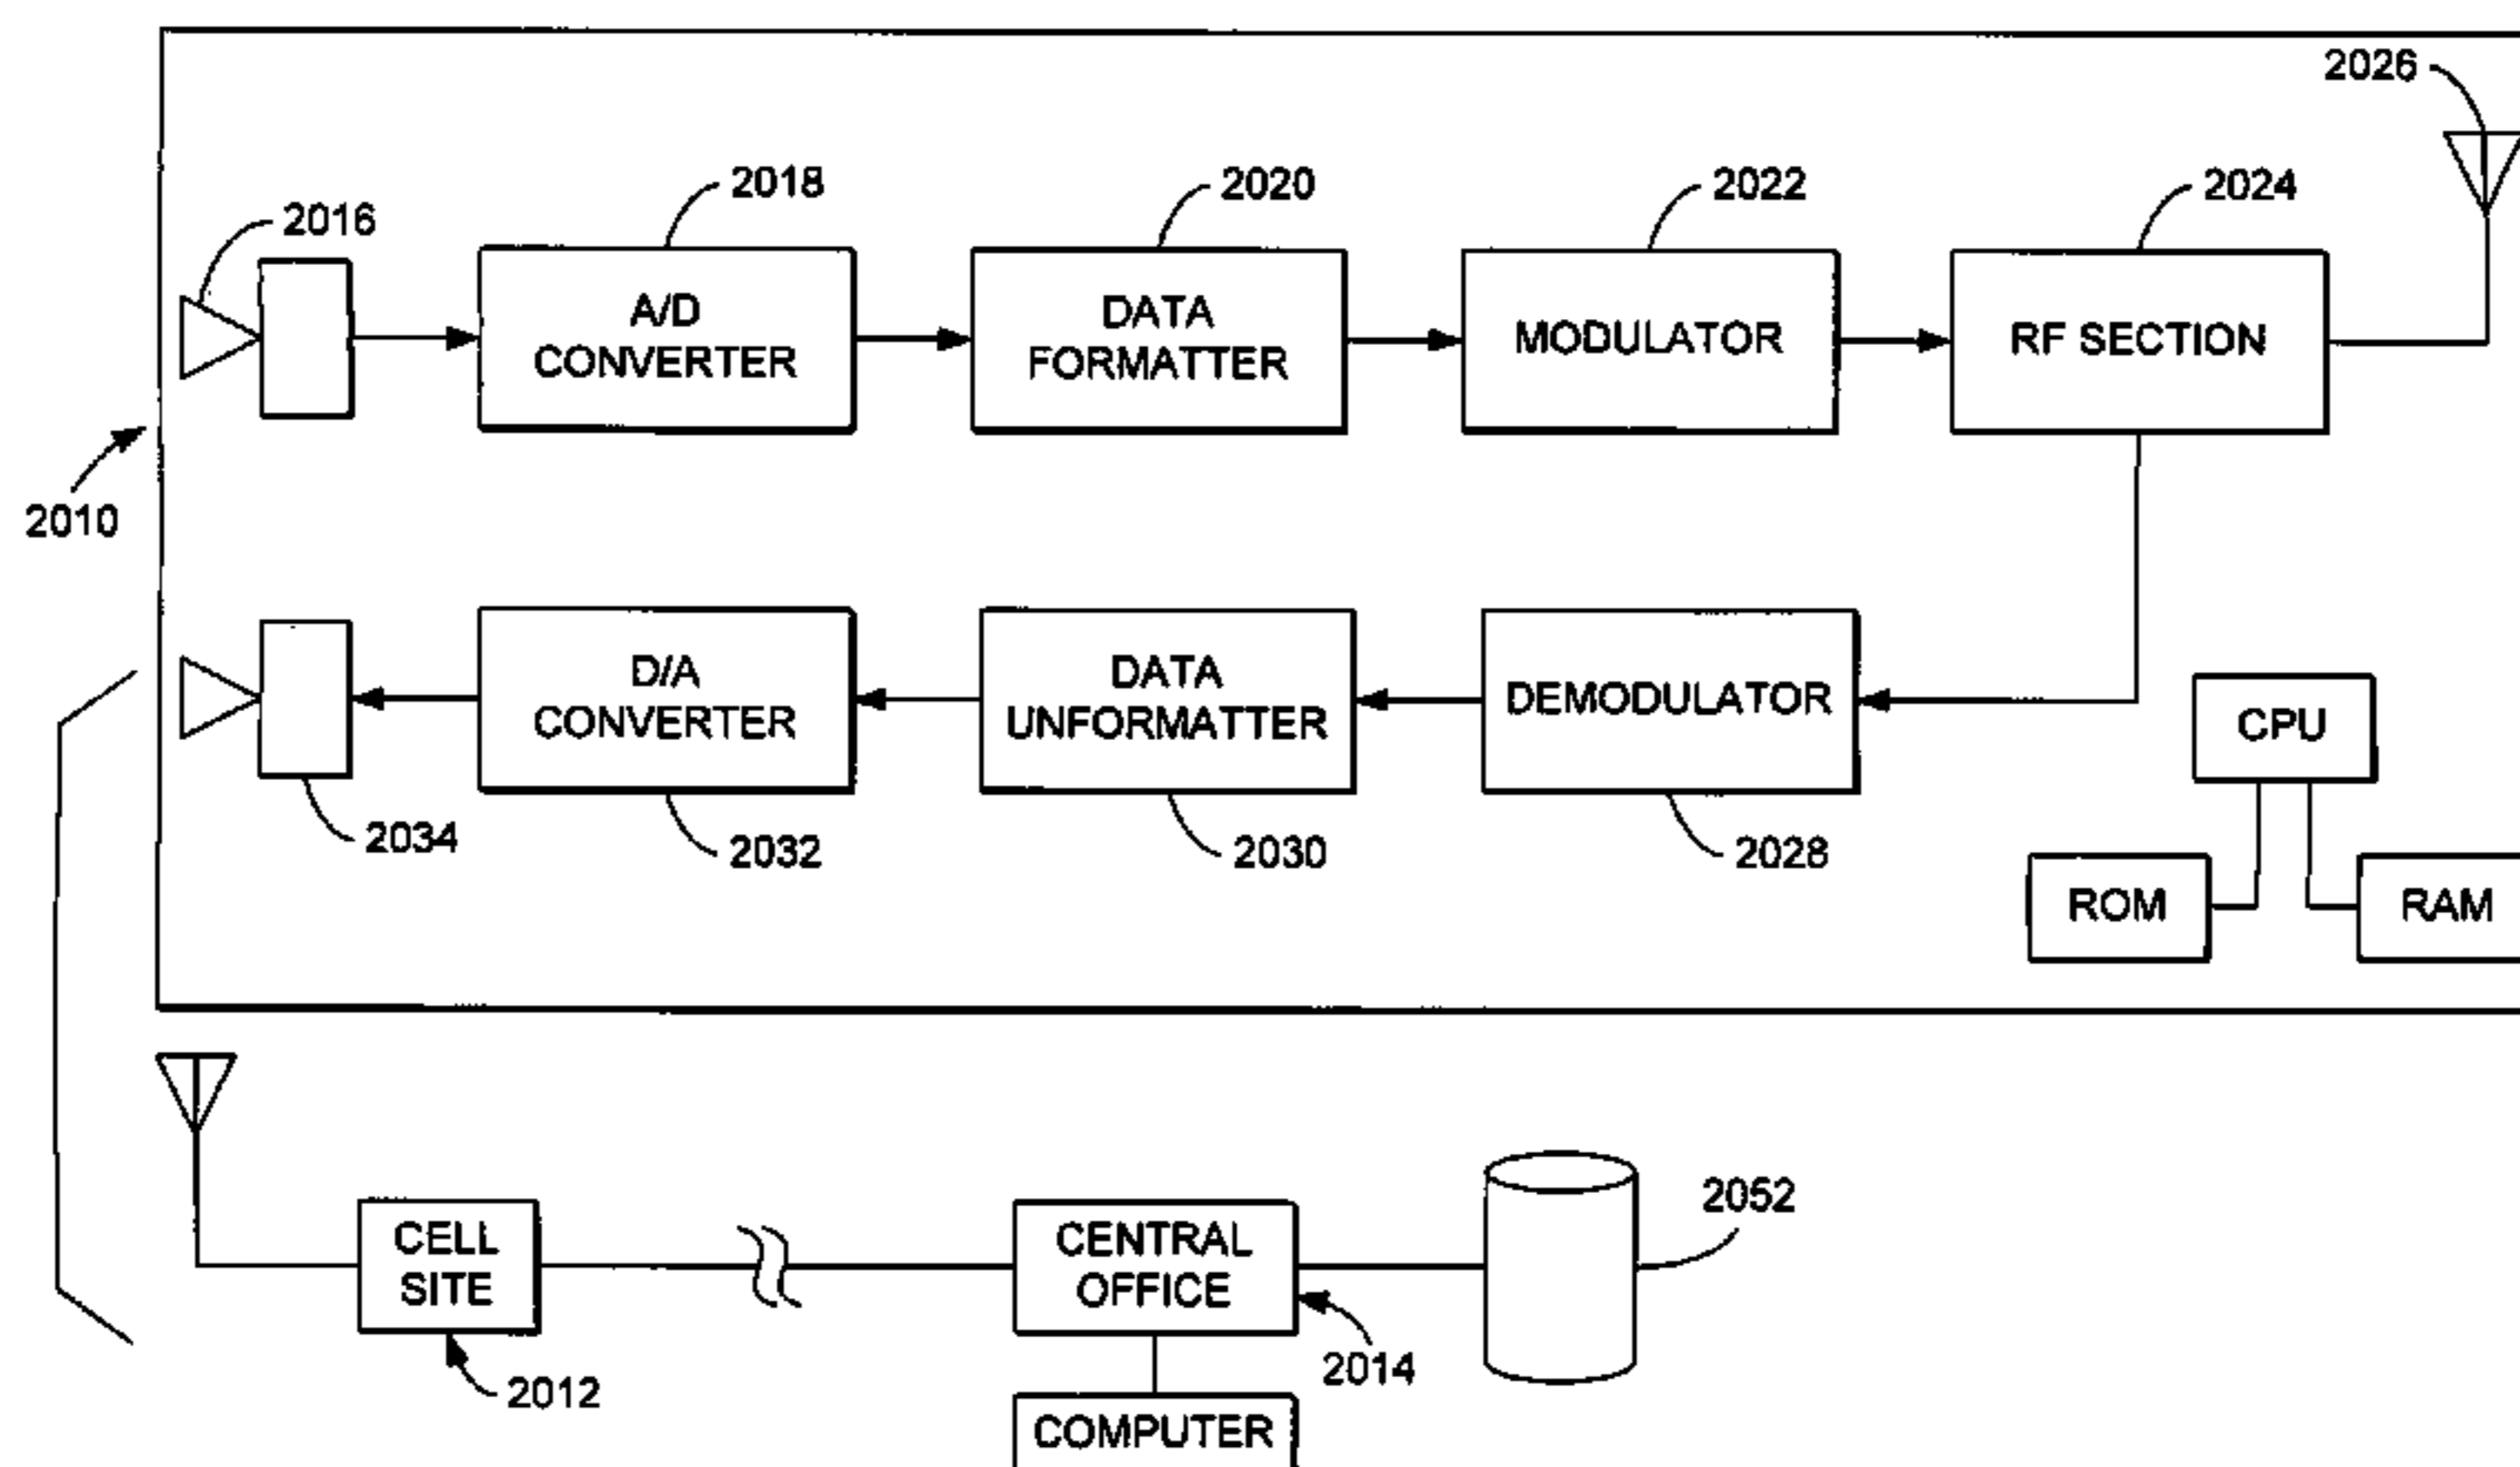 2026
2018
2020
2022
2024
2016
A/D
CONVERTER
DATA
FORMATTER
MODULATOR
RF SECTION
2010
D/A
CONVERTER
DATA
UNFORMATTER
DEMODULATOR
CPU
2034
2032
2030
2028
ROM
RAM
CELL
SITE
CENTRAL
OFFICE
2052
2012
2014
COMPUTER